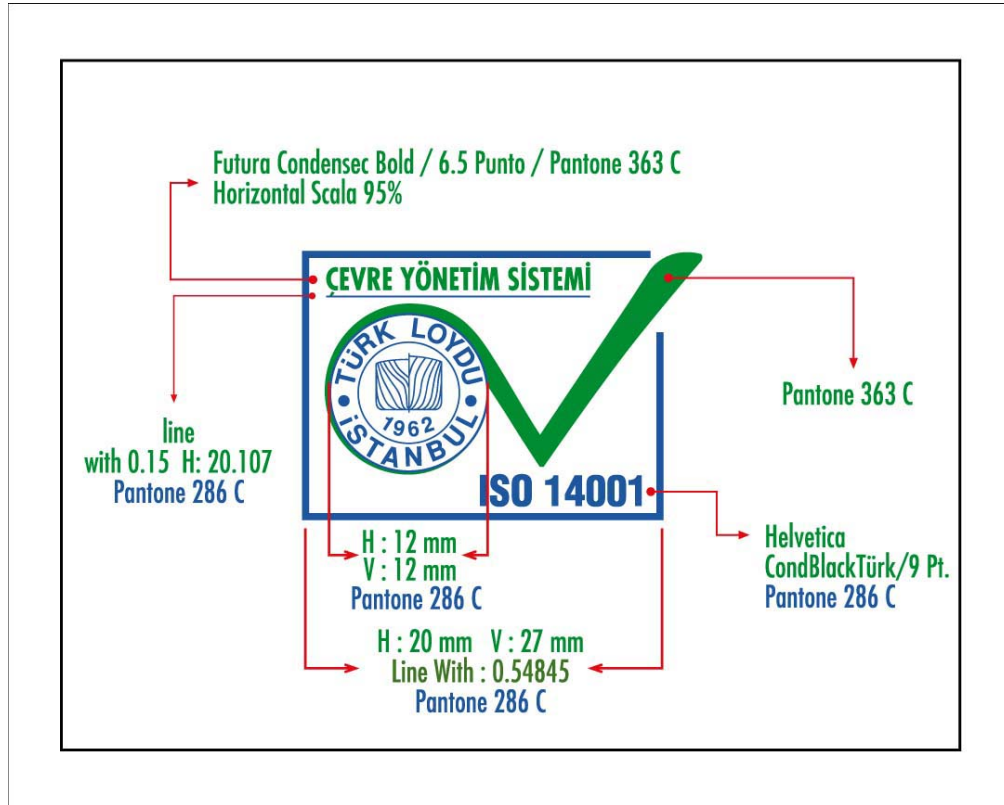 Futura Condensec Bold / 6.5 Punto / Pantone 363 C
Horizontal Scala 95%
ÇEVRE YÖNETİM SİSTEMİ
TÜRK LOYDU
1962
• İSTANBUL •
ISO 14001
Pantone 363 C
line
with 0.15 H: 20.107
Pantone 286 C
H : 12 mm
V : 12 mm
Pantone 286 C
Helvetica
CondBlackTürk/9 Pt.
Pantone 286 C
H : 20 mm V : 27 mm
Line With : 0.54845
Pantone 286 C